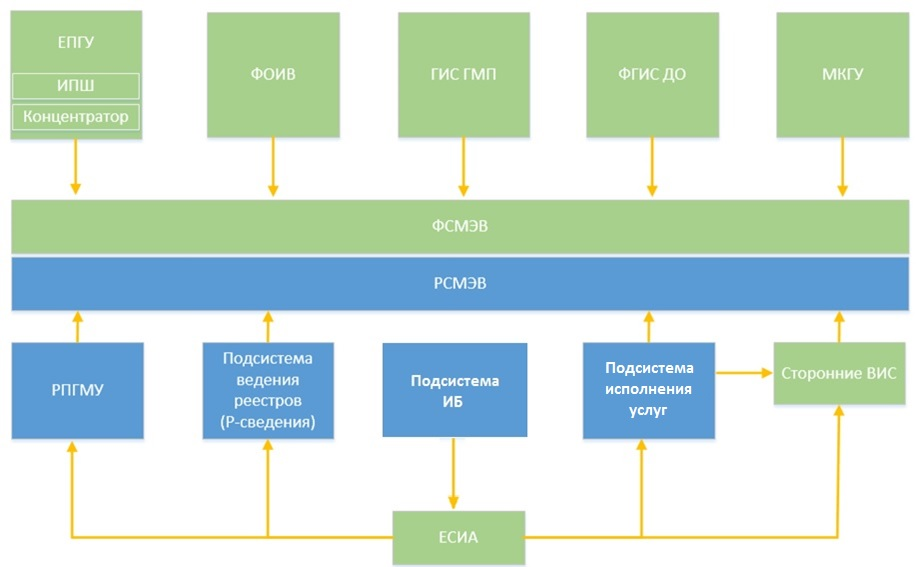 ЕПГУ
ИПШ
Концентратор
ФОИВ
ГИС ГМП
ФГИС ДО
МКГУ
ФСМЭВ
РСМЭВ
РПГМУ
Подсистема
ведения
реестров
(Р-сведения)
Подсистема
ИБ
Подсистема
исполнения
услуг
Сторонние ВИС
ЕСИА